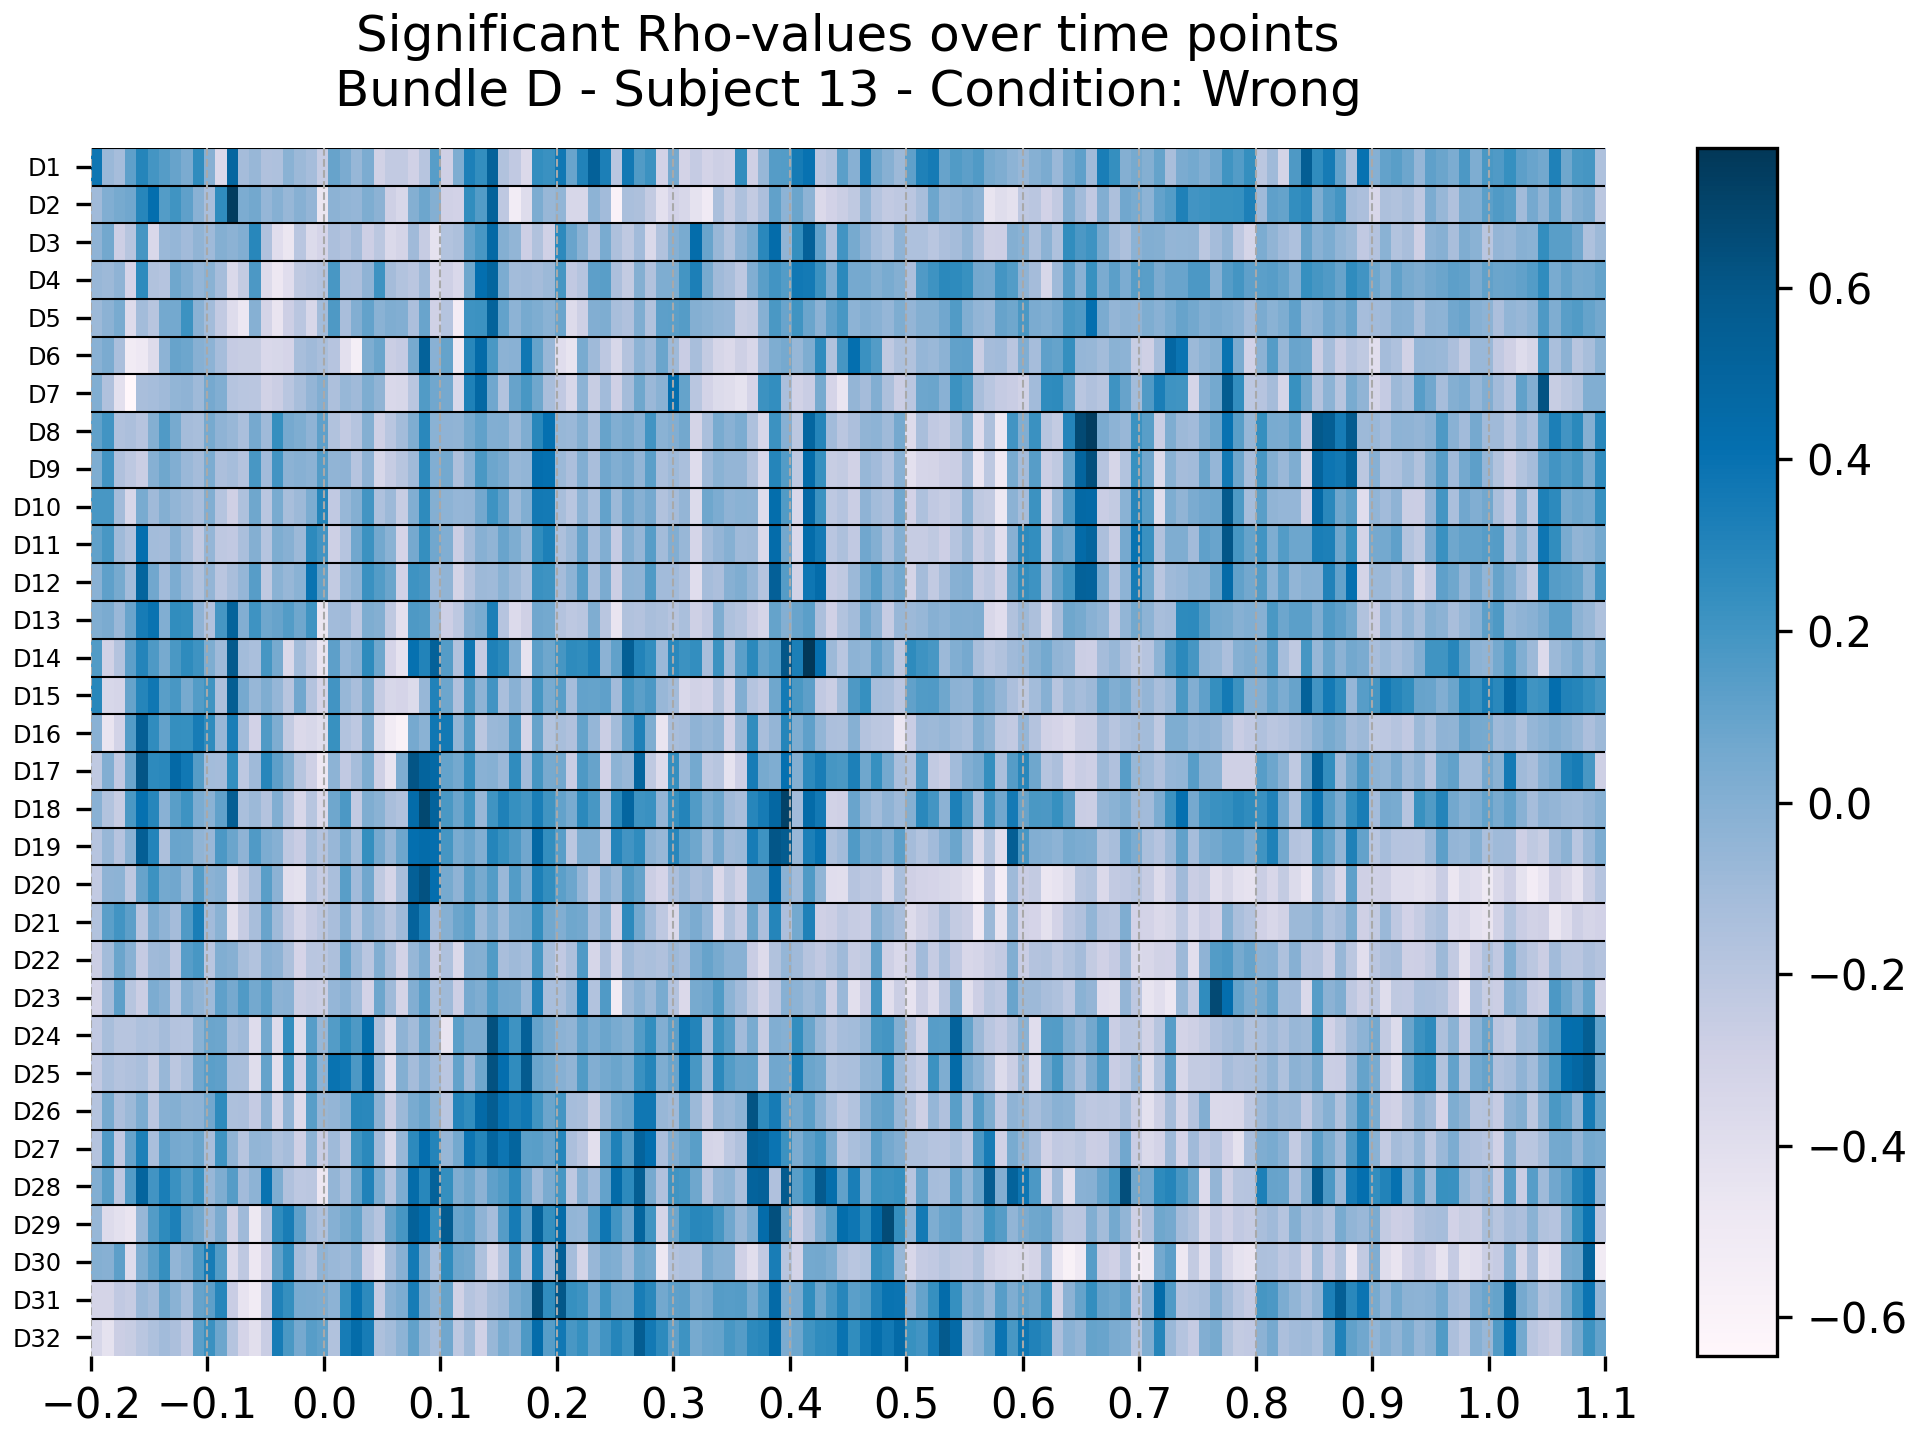 Significant Rho-values over time points
Bundle D - Subject 13 - Condition: Wrong
D1
D2
D3
D4
D5
D6
D7
D8
D9
D10
D11
D12
D13
D14
D15
D16
D17
D18
D19
D20
D21
D22
D23
D24
D25
D26
D27
D28
D29
D30
D31
D32
−0.2 −0.1 0.0 0.1 0.2 0.3 0.4 0.5 0.6 0.7 0.8 0.9 1.0 1.1
0.6
0.4
0.2
0.0
−0.2
−0.4
−0.6